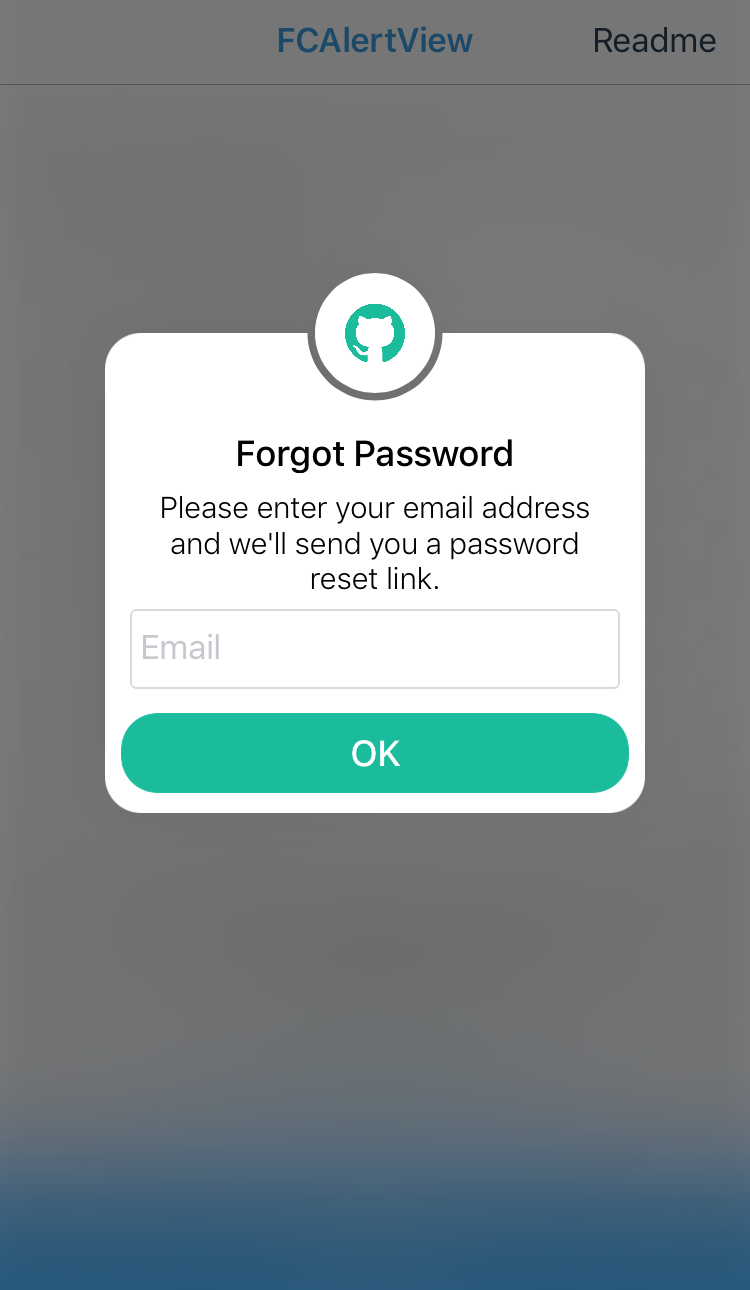 FCAlertView
Readme
Forgot Password
Please enter your email address
and we'll send you a password
reset link.
Email
OK